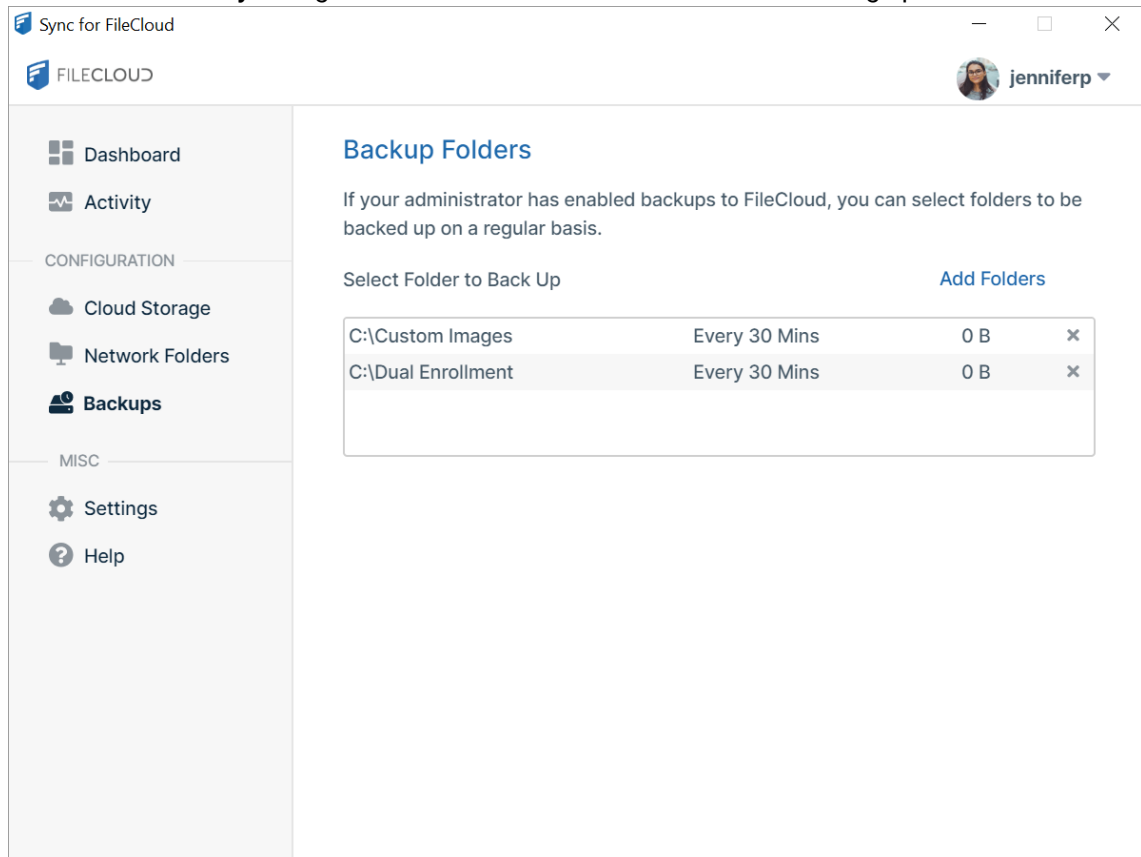 Sync for FileCloud
FILECLOUD
jenniferp
Dashboard
Activity
CONFIGURATION
Cloud Storage
Network Folders
Backups
MISC
Settings
Help
Backup Folders
If your administrator has enabled backups to FileCloud, you can select folders to be
backed up on a regular basis.
Select Folder to Back Up
Add Folders
C:\Custom Images Every 30 Mins 0 B
C:\Dual Enrollment Every 30 Mins 0 B